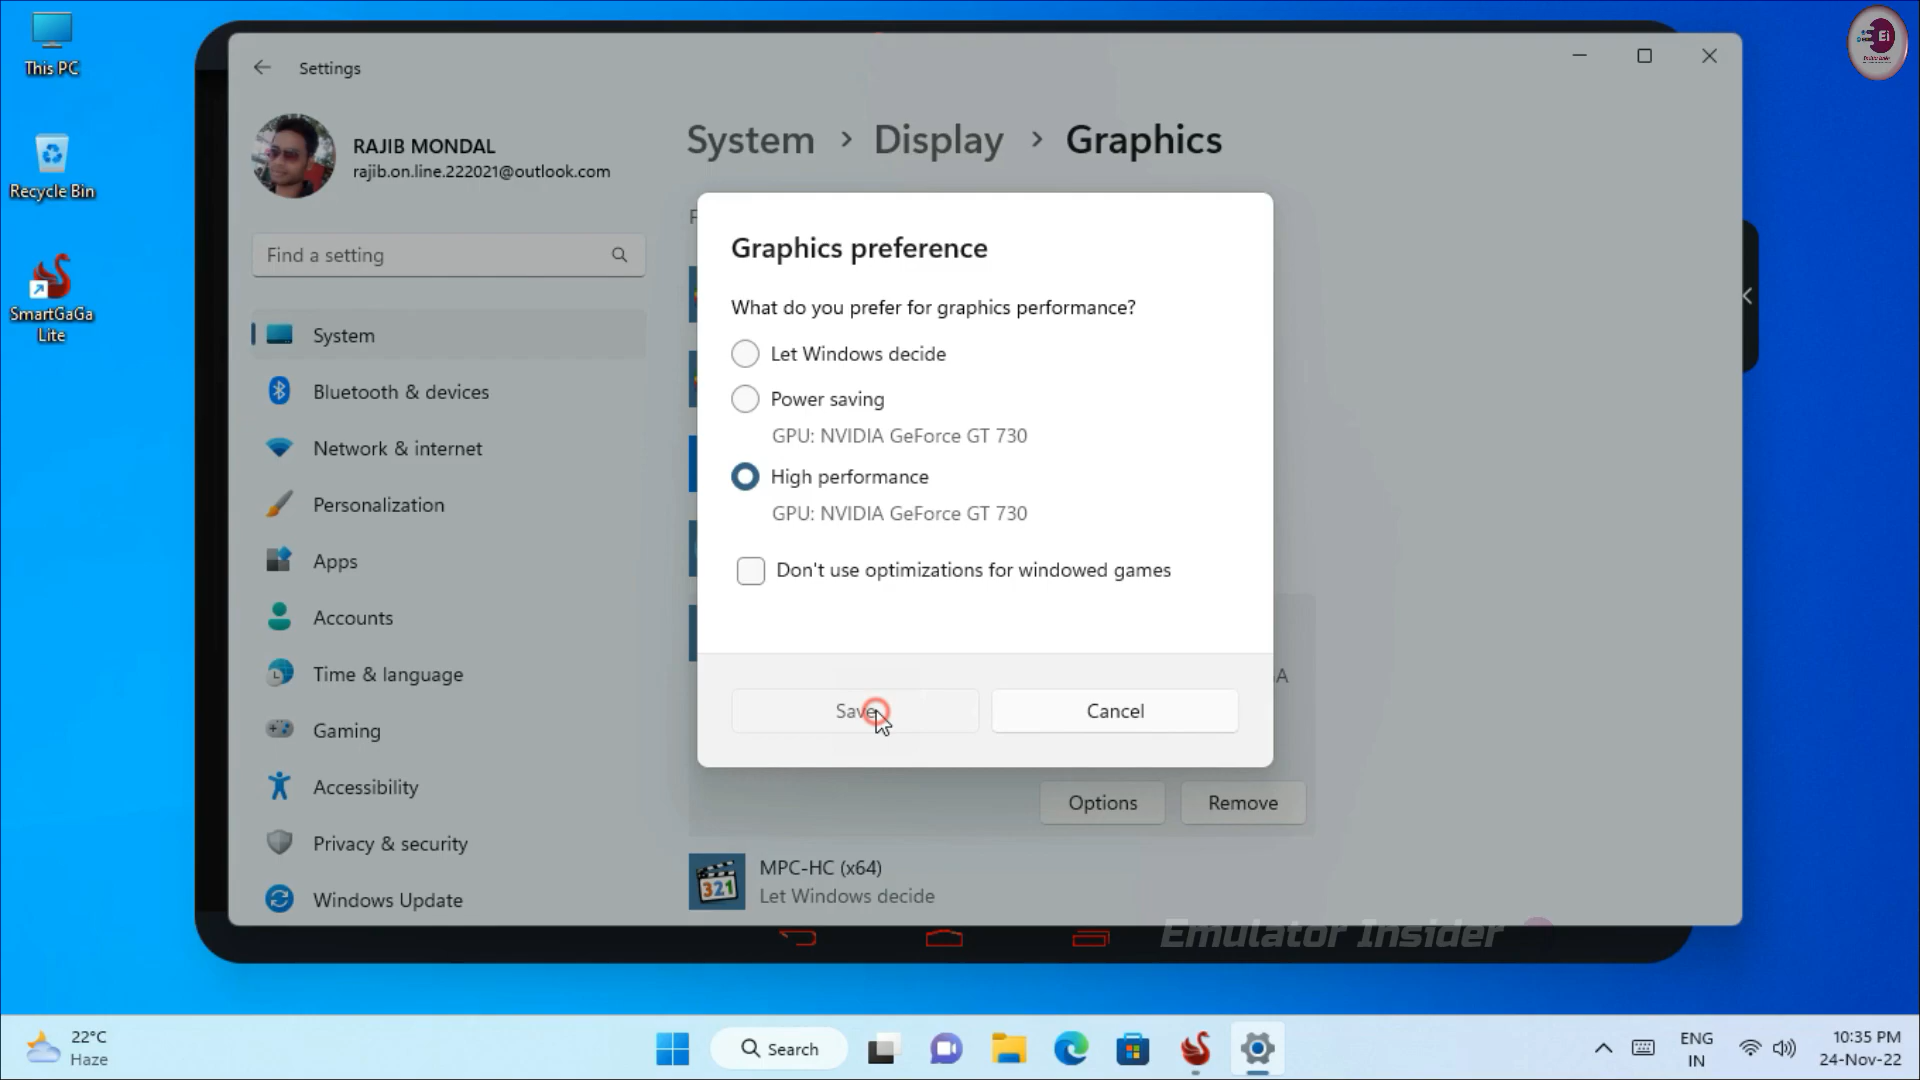 This PC
Recycle Bin
SmartGaGa
Lite
Settings
RAJIB MONDAL
rajib.on.line.222021@outlook.com
Find a setting
System
Bluetooth & devices
Network & internet
Personalization
Apps
Accounts
Time & language
Gaming
Accessibility
Privacy & security
Windows Update
System > Display > Graphics
Graphics preference
What do you prefer for graphics performance?
Let Windows decide
Power saving
GPU: NVIDIA GeForce GT 730
High performance
GPU: NVIDIA GeForce GT 730
Don't use optimizations for windowed games
Save
Cancel
Options
Remove
321
MPC-HC (x64)
Let Windows decide
Emulator Insider
Ei
22°C
Haze
Search
ENG
IN
10:35 PM
24-Nov-22